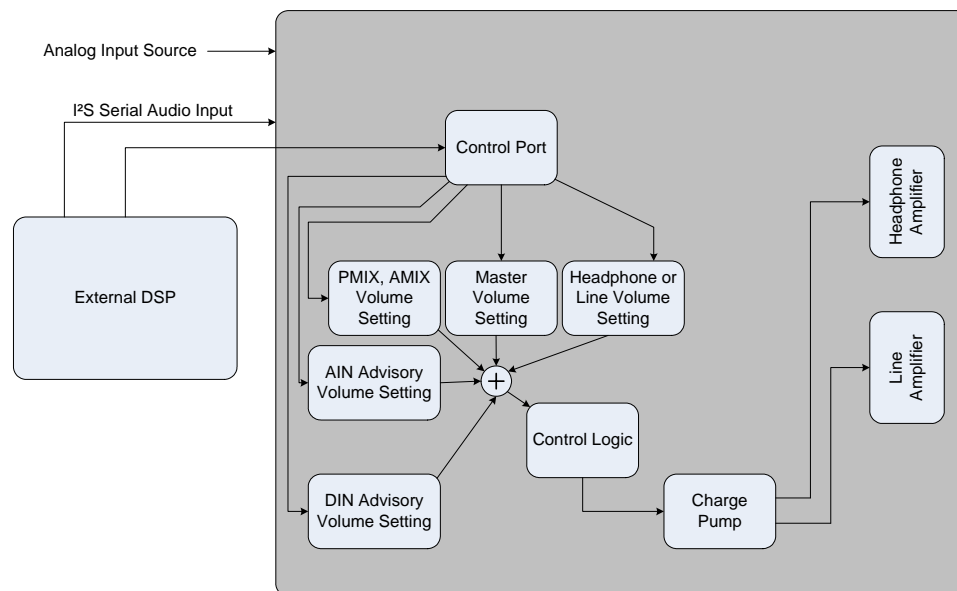 Analog Input Source
I²S Serial Audio Input
Control Port
External DSP
PMIX, AMIX
Volume
Setting
Master
Volume
Setting
Headphone or
Line Volume
Setting
AIN Advisory
Volume Setting
+
Control Logic
DIN Advisory
Volume Setting
Charge
Pump
Headphone
Amplifier
Line
Amplifier